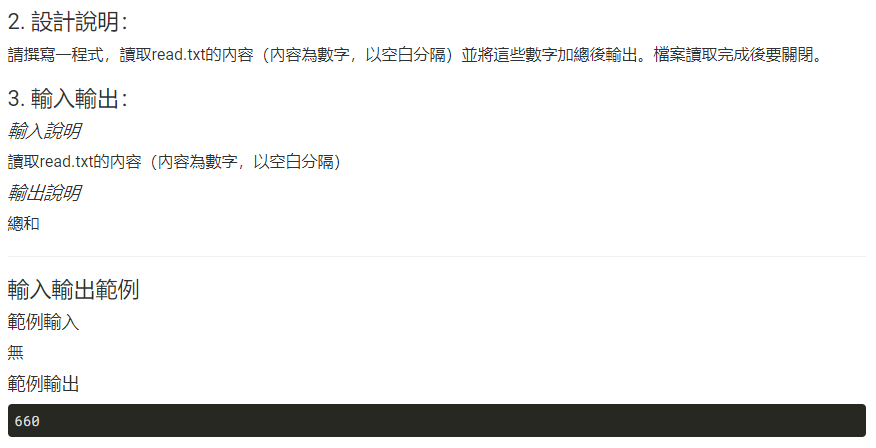 2. 設計說明：
請撰寫一程式，讀取read.txt的內容（內容為數字，以空白分隔）並將這些數字加總後輸出。檔案讀取完成後要關閉。
3. 輸入輸出：
輸入說明
讀取read.txt的內容（內容為數字，以空白分隔）
輸出說明
總和
輸入輸出範例
範例輸入
無
範例輸出
660